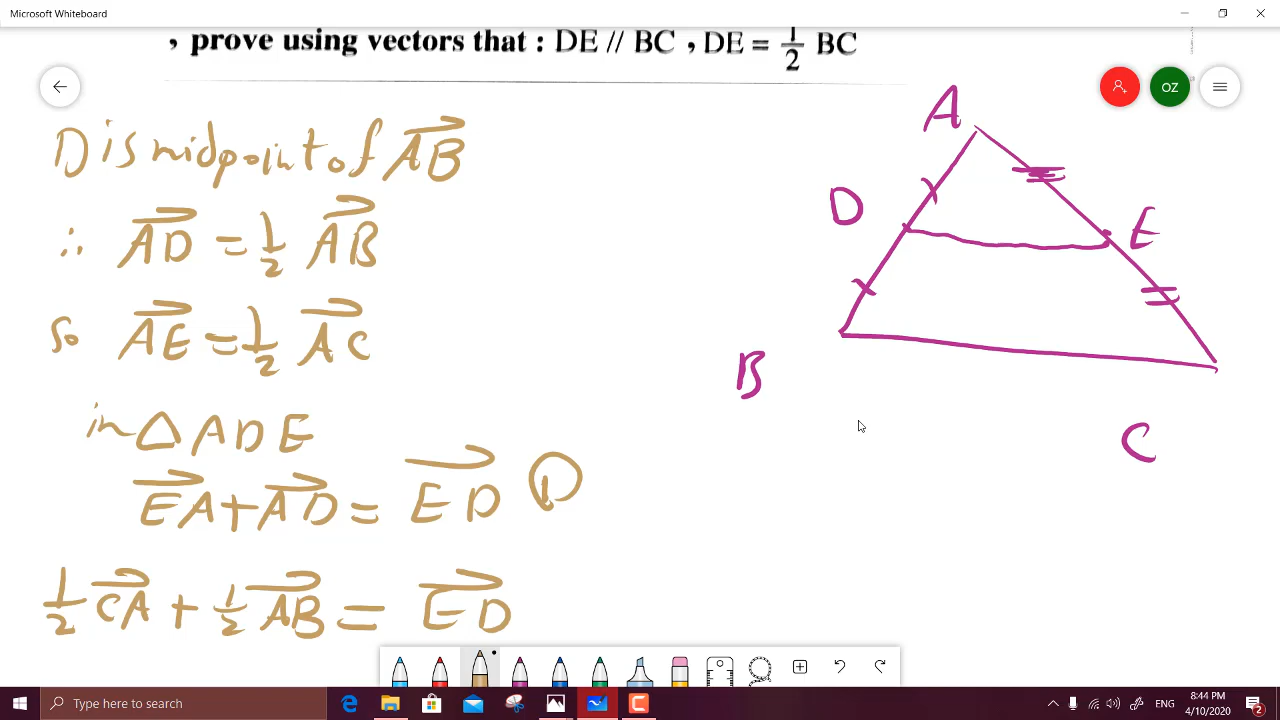 Microsoft Whiteboard
, prove using vectors that : DE // BC , DE = 1/2 BC
OZ
D is midpoint of AB
∴ AD = 1/2 AB
So AE = 1/2 AC
in △ ADE
EA + AD = ED ①
1/2 CA + 1/2 AB = ED
A
D
E
B
C
Type here to search
ENG
8:44 PM
4/10/2020
2